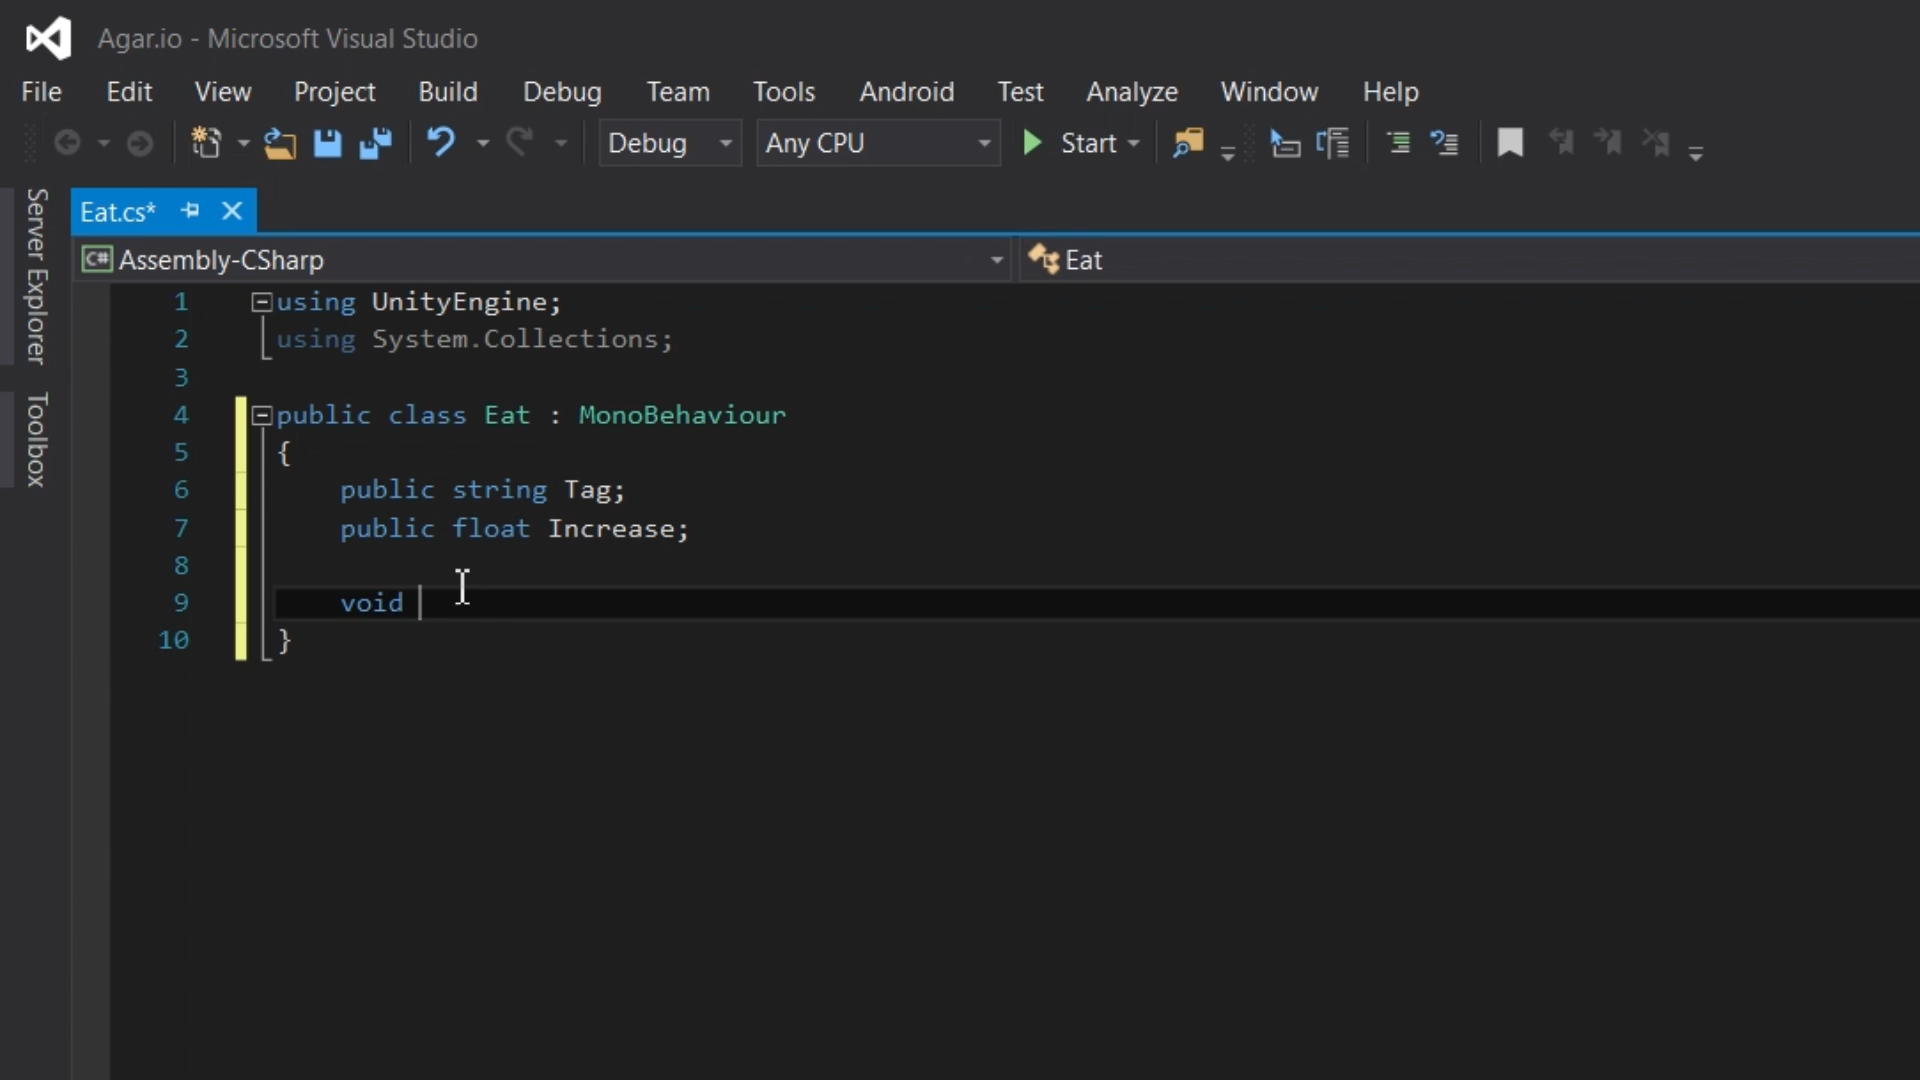 Agar.io - Microsoft Visual Studio
File Edit View Project Build Debug Team Tools Android Test Analyze Window Help
Debug Any CPU Start
Server Explorer
Toolbox
Eat.cs*
C# Assembly-CSharp Eat
1 using UnityEngine;
2 using System.Collections;
3
4 public class Eat : MonoBehaviour
5 {
6 public string Tag;
7 public float Increase;
8
9 void
10 }